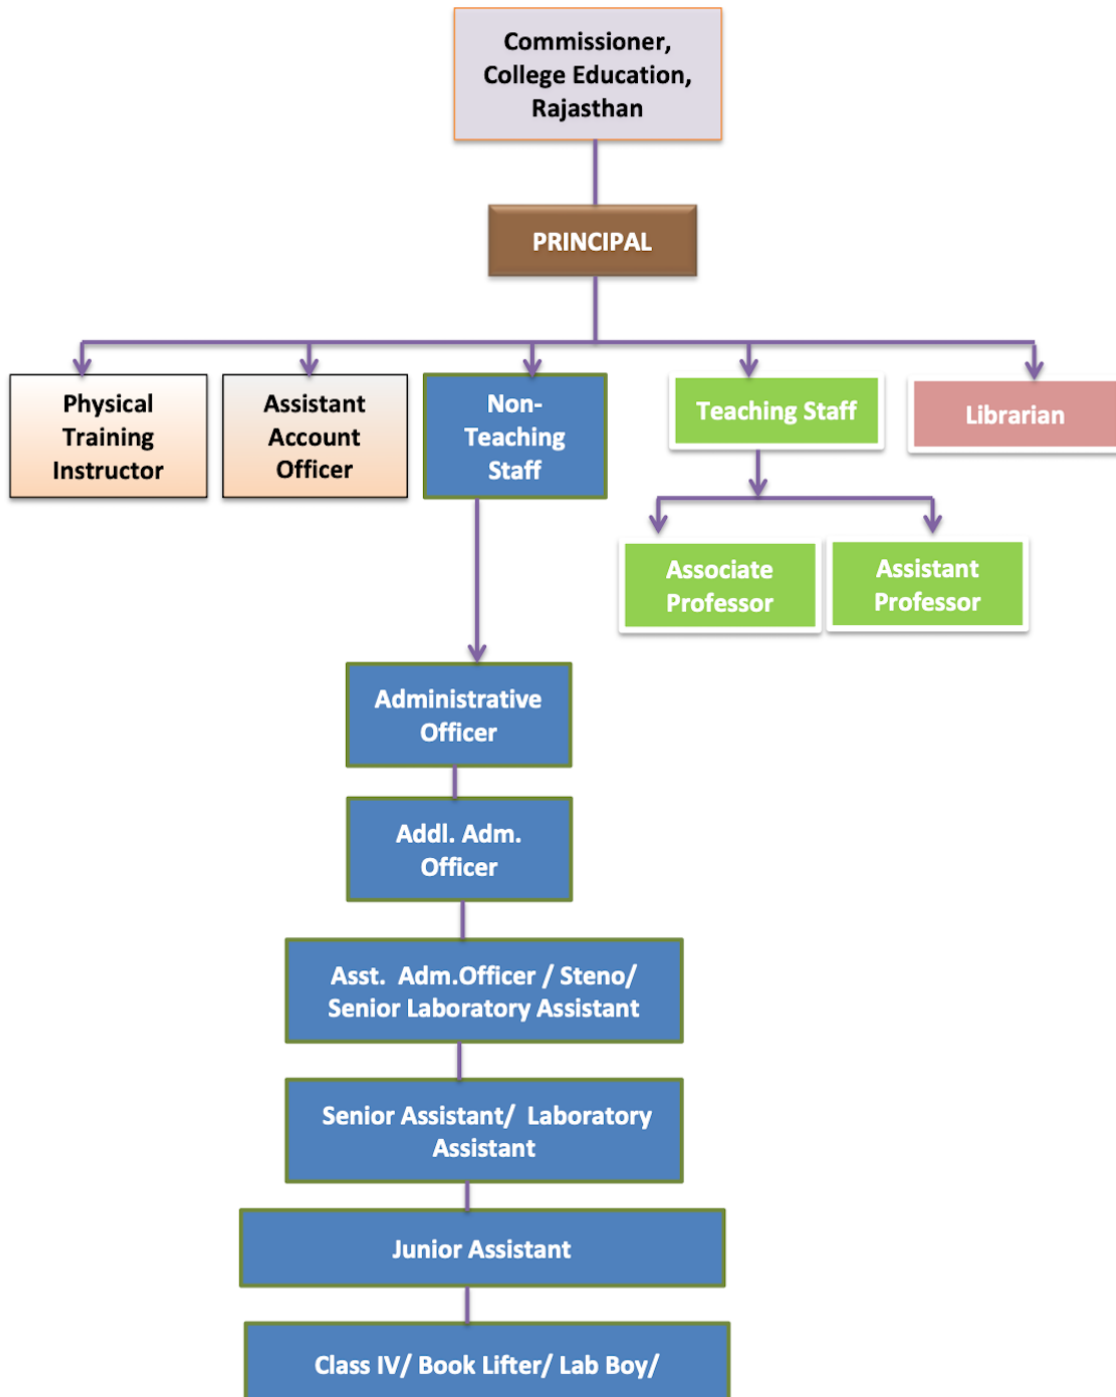 Commissioner,
College Education,
Rajasthan
PRINCIPAL
Physical
Training
Instructor
Assistant
Account
Officer
Non-
Teaching
Staff
Teaching Staff
Librarian
Associate
Professor
Assistant
Professor
Administrative
Officer
Addl. Adm.
Officer
Asst.  Adm.Officer / Steno/
Senior Laboratory Assistant
Senior Assistant/  Laboratory
Assistant
Junior Assistant
Class IV/ Book Lifter/ Lab Boy/